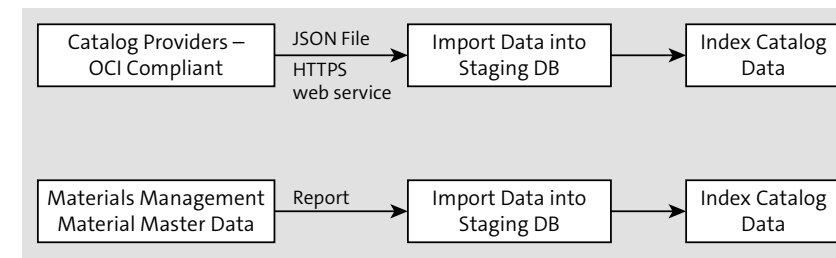 Catalog Providers –
OCI Compliant
JSON File
HTTPS
web service
Import Data into
Staging DB
Index Catalog
Data
Materials Management
Material Master Data
Report
Import Data into
Staging DB
Index Catalog
Data